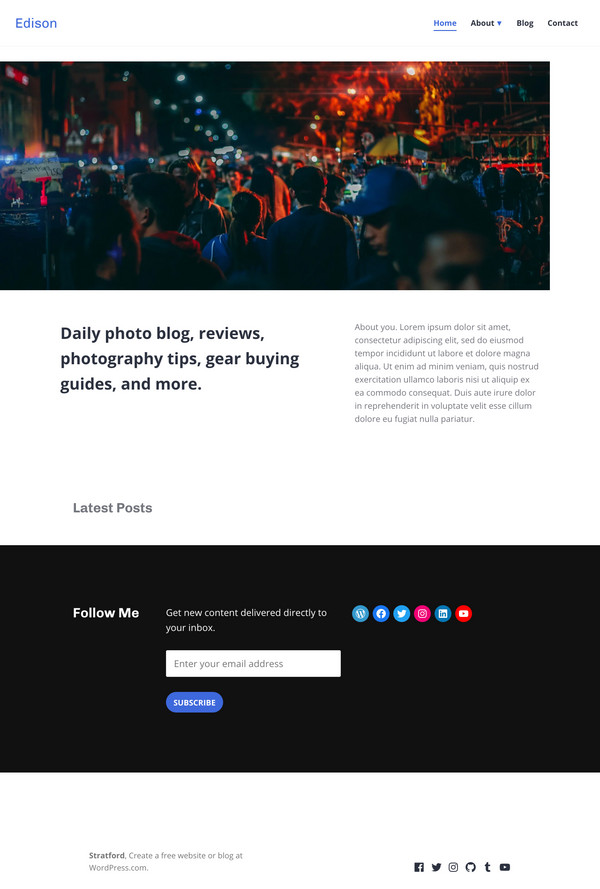 Edison
Home About ▾ Blog Contact
Daily photo blog, reviews,
photography tips, gear buying
guides, and more.
About you. Lorem ipsum dolor sit amet,
consectetur adipiscing elit, sed do eiusmod
tempor incididunt ut labore et dolore magna
aliqua. Ut enim ad minim veniam, quis nostrud
exercitation ullamco laboris nisi ut aliquip ex
ea commodo consequat. Duis aute irure dolor
in reprehenderit in voluptate velit esse cillum
dolore eu fugiat nulla pariatur.
Latest Posts
Follow Me
Get new content delivered directly to
your inbox.
Enter your email address
SUBSCRIBE
Stratford, Create a free website or blog at
WordPress.com.